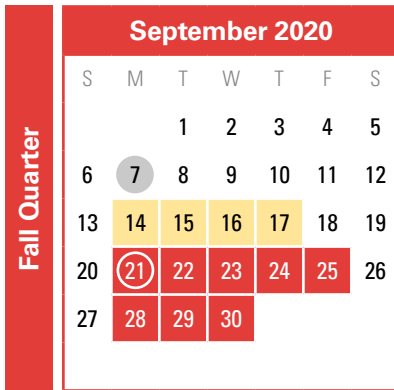 September 2020
S M T W T F S
1 2 3 4 5
6 7 8 9 10 11 12
13 14 15 16 17 18 19
20 21 22 23 24 25 26
27 28 29 30
Fall Quarter